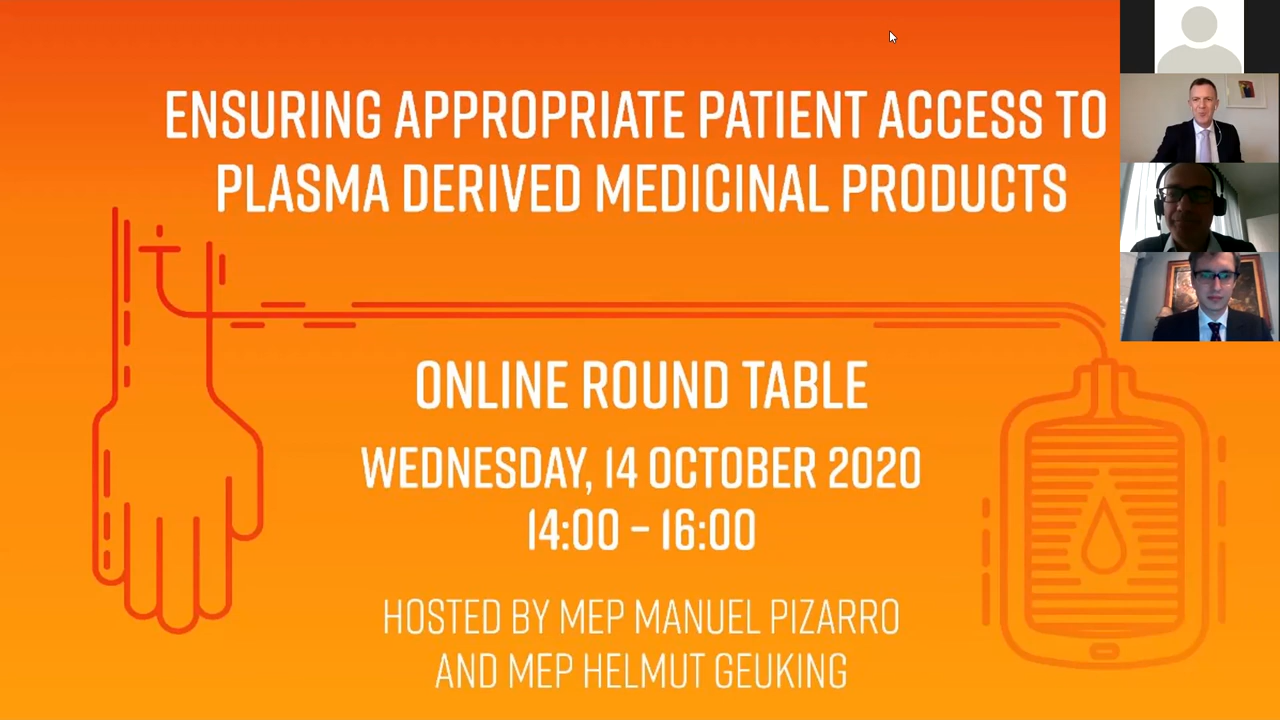 ENSURING APPROPRIATE PATIENT ACCESS TO
PLASMA DERIVED MEDICINAL PRODUCTS
ONLINE ROUND TABLE
WEDNESDAY, 14 OCTOBER 2020
14:00 – 16:00
HOSTED BY MEP MANUEL PIZARRO
AND MEP HELMUT GEUKING